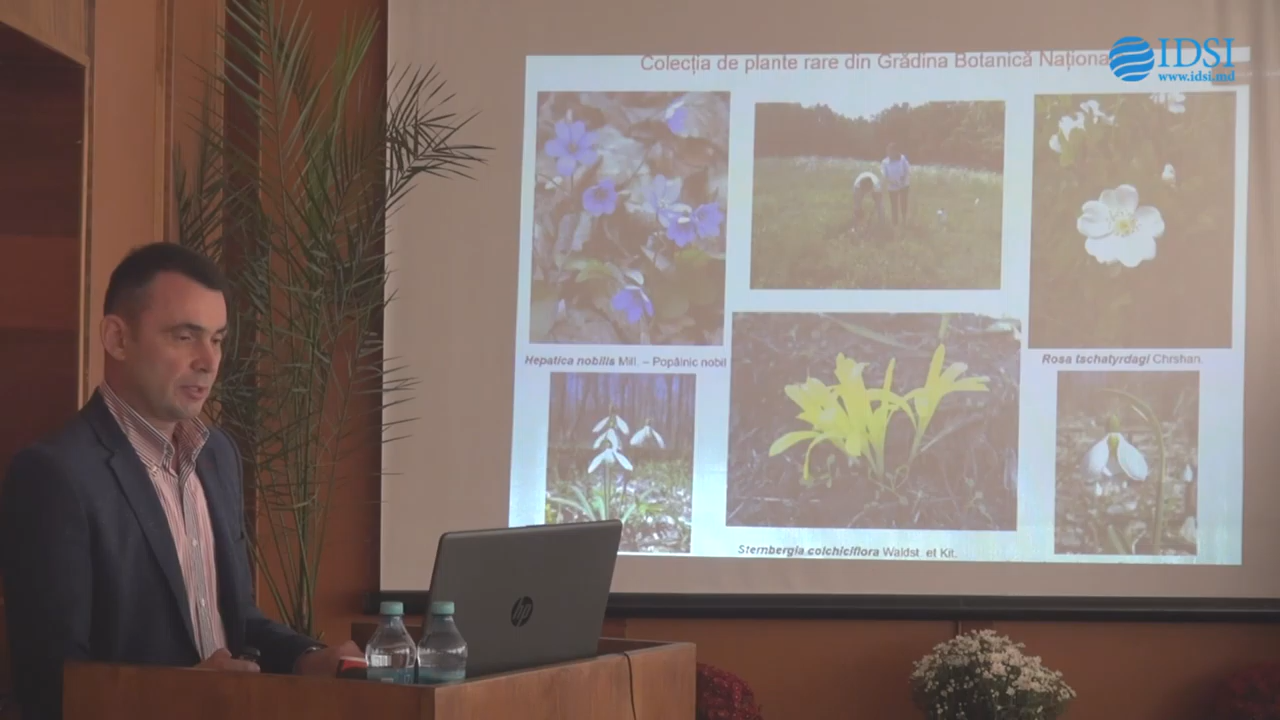 Colecția de plante rare din Grădina Botanică Națională
IDSI
www.idsi.md
Hepatica nobilis Mill. – Popâlnic nobil
Rosa tschatyrdagi Chrshan.
Sternbergia colchiciflora Waldst. et Kit.
hp